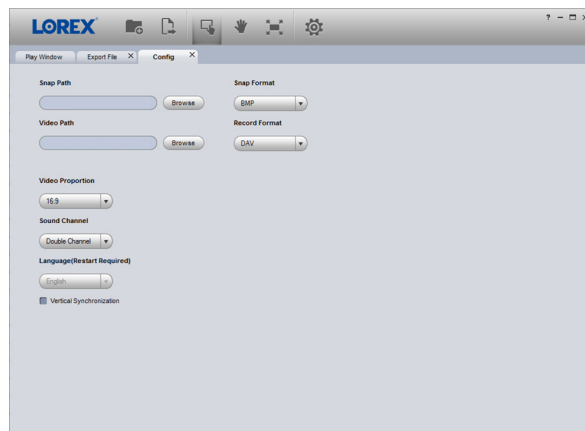 LOREX
?
Play Window Export File X Config X
Snap Path Snap Format
Browse BMP
Video Path Record Format
Browse DAV
Video Proportion
16:9
Sound Channel
Double Channel
Language(Restart Required)
English
Vertical Synchronization